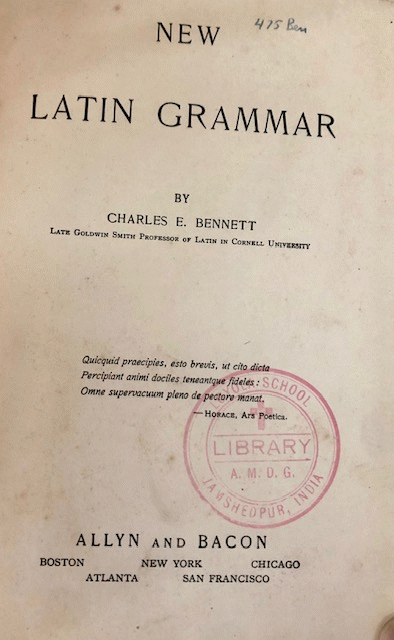 475 Ben
NEW
LATIN GRAMMAR
BY
CHARLES E. BENNETT
LATE GOLDWIN SMITH PROFESSOR OF LATIN IN CORNELL UNIVERSITY
Quicquid praecipies, esto brevis, ut cito dicta
Percipiant animi dociles teneantque fideles:
Omne supervacuum pleno de pectore manat.
—HORACE, Ars Poetica.
LOYOLA SCHOOL
LIBRARY
A. M. D. G.
JAMSHEDPUR, INDIA
ALLYN AND BACON
BOSTON NEW YORK CHICAGO
ATLANTA SAN FRANCISCO